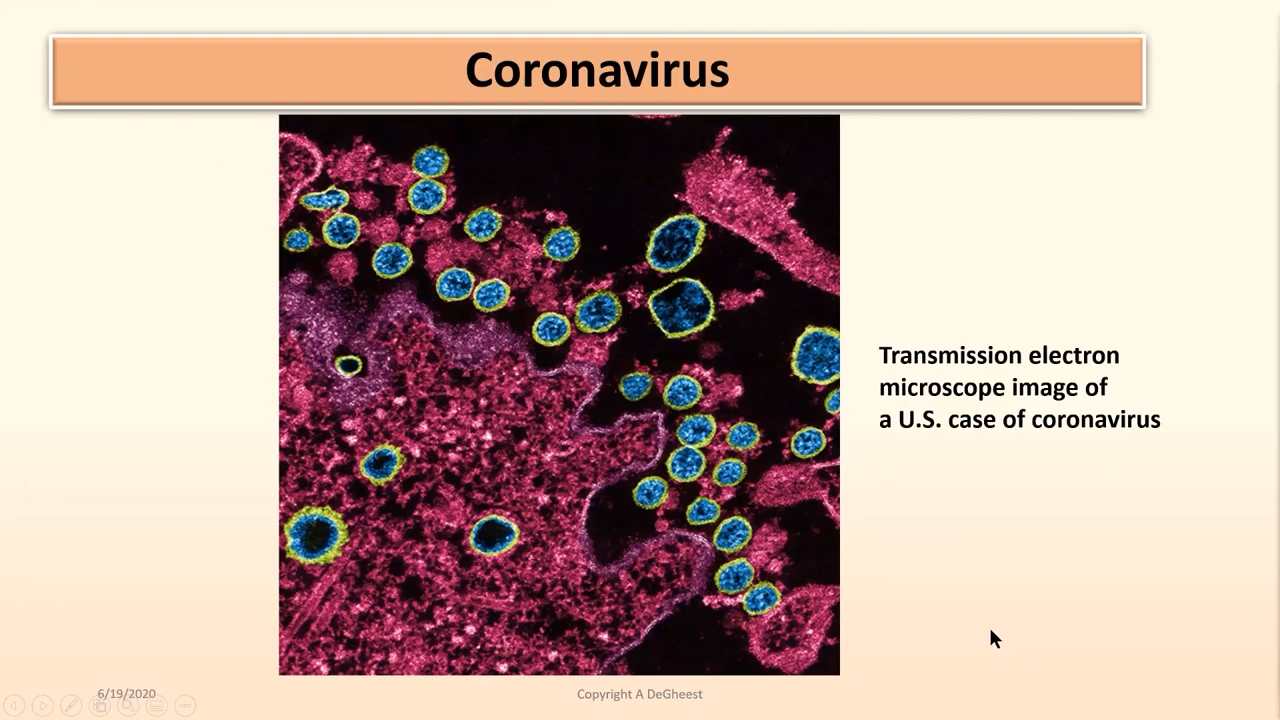 Coronavirus
Transmission electron
microscope image of
a U.S. case of coronavirus
6/19/2020
Copyright A DeGheest